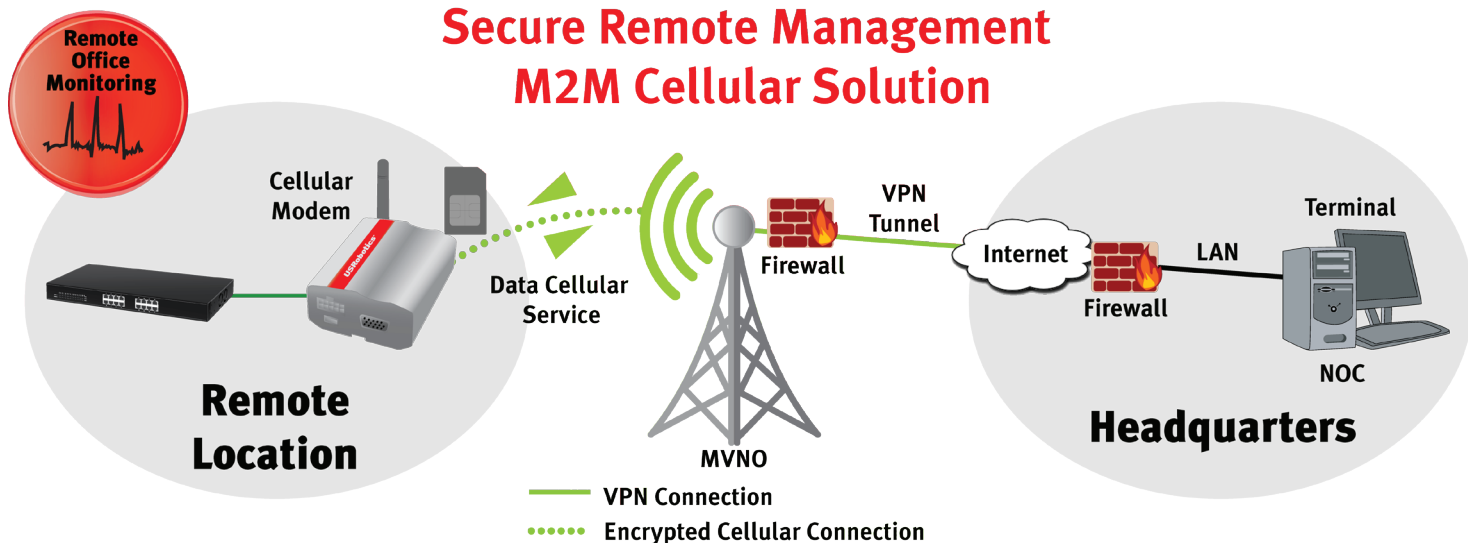 Secure Remote Management
M2M Cellular Solution
Remote
Office
Monitoring
Cellular
Modem
USRobotics
Data Cellular
Service
Remote
Location
MVNO
Firewall
VPN
Tunnel
Internet
Firewall
LAN
Terminal
NOC
Headquarters
VPN Connection
Encrypted Cellular Connection